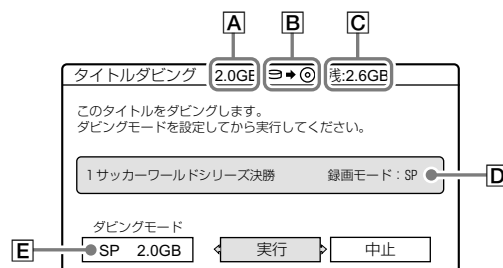 A B C
タイトルダビング 2.0GB 残:2.6GB
このタイトルをダビングします。
ダビングモードを設定してから実行してください。
1 サッカーワールドシリーズ決勝 録画モード：SP D
ダビングモード
E SP 2.0GB 実行 中止